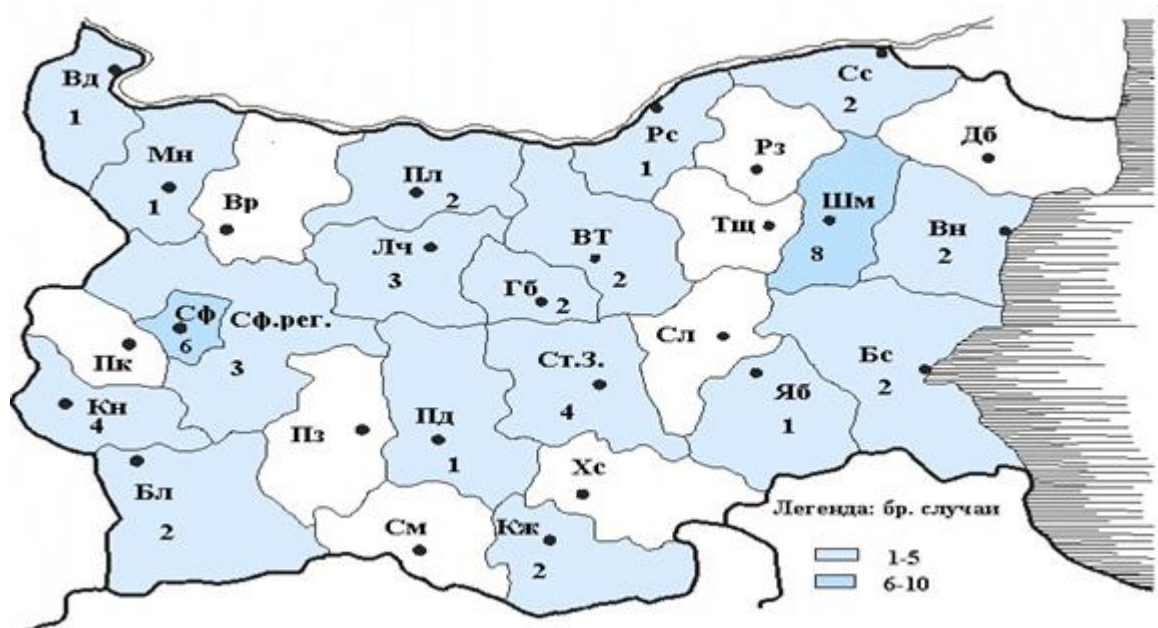 Вд
1
Мн
1
Вр
Пл
2
Лч
3
Гб
2
ВТ
2
Рс
1
Рз
Сс
2
Дб
Тщ
Шм
8
Вн
2
Сф
6
Сф.рег.
3
Пк
Кн
4
Бл
2
Пз
Пд
1
Ст.З.
4
Сл
Яб
1
Бс
2
Хс
См
Кж
2
Легенда: бр. случаи
1-5
6-10